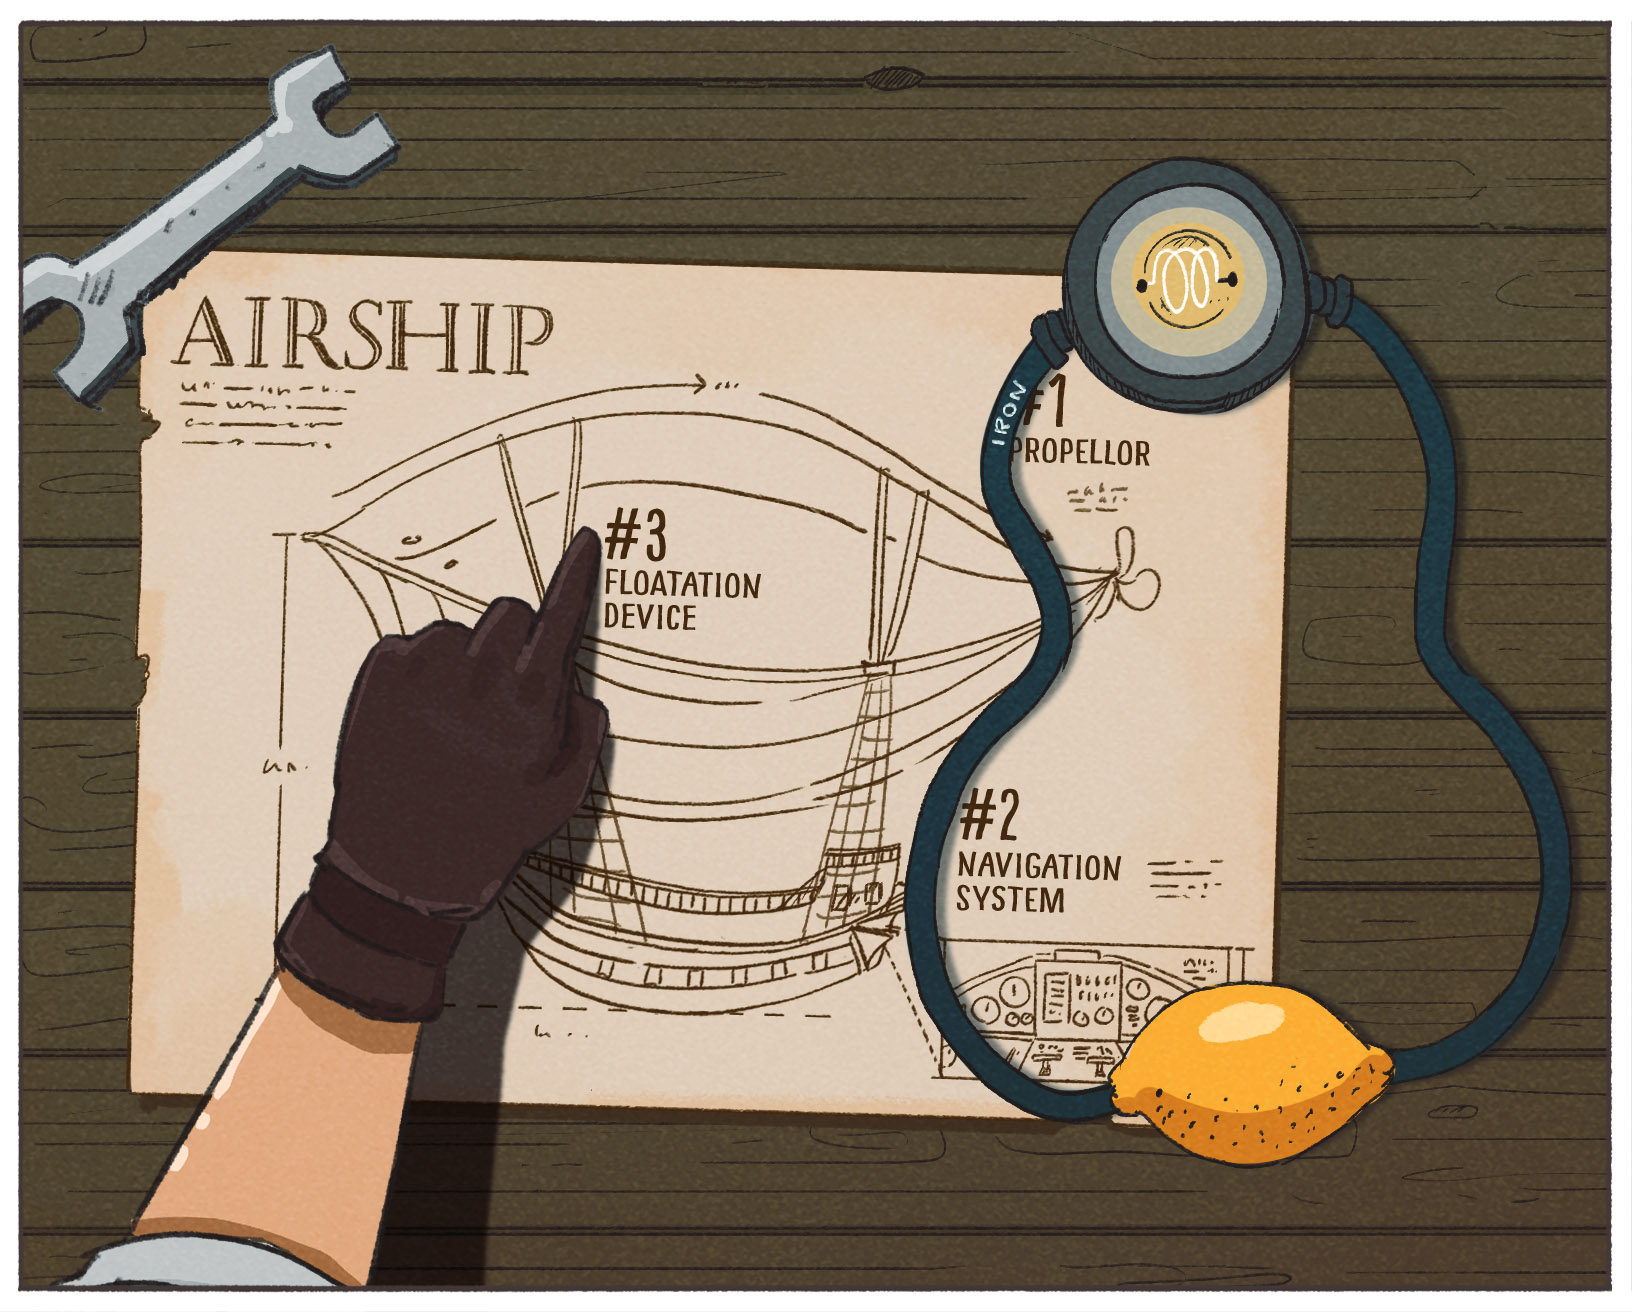 AIRSHIP
IRON
#1
PROPELLOR
#3
FLOATATION
DEVICE
#2
NAVIGATION
SYSTEM